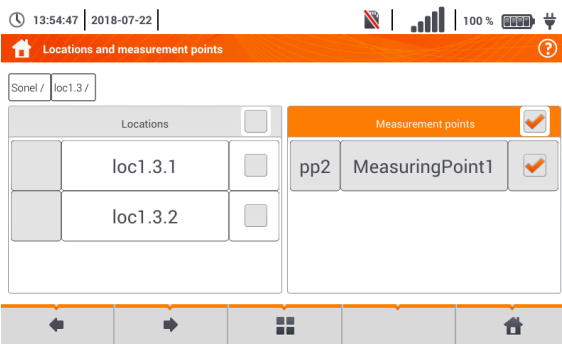 13:54:47 2018-07-22 100 %
Locations and measurement points ?
Sonel / loc1.3 /
Locations
Measurement points
loc1.3.1
pp2 MeasuringPoint1
loc1.3.2